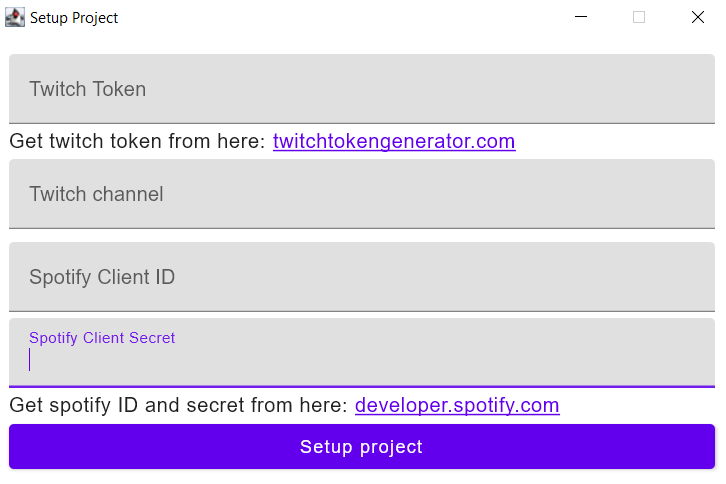 Setup Project
Twitch Token
Get twitch token from here: twitchtokengenerator.com
Twitch channel
Spotify Client ID
Spotify Client Secret
Get spotify ID and secret from here: developer.spotify.com
Setup project